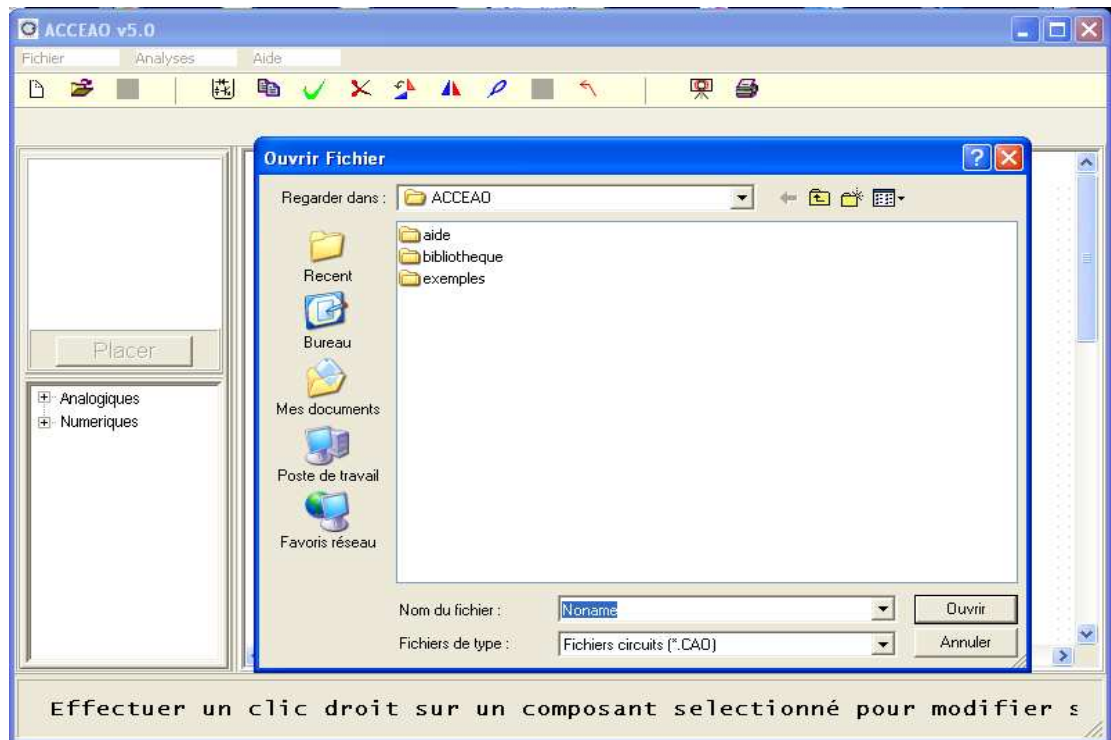 ACCEAO v5.0
Fichier Analyses Aide
Ouvrir Fichier
Regarder dans : ACCEAO
aide
bibliotheque
exemples
Recent
Bureau
Mes documents
Poste de travail
Favoris réseau
Placer
Analogiques
Numeriques
Nom du fichier : Noname Ouvrir
Fichiers de type : Fichiers circuits (*.CAO) Annuler
Effectuer un clic droit sur un composant selectionné pour modifier s